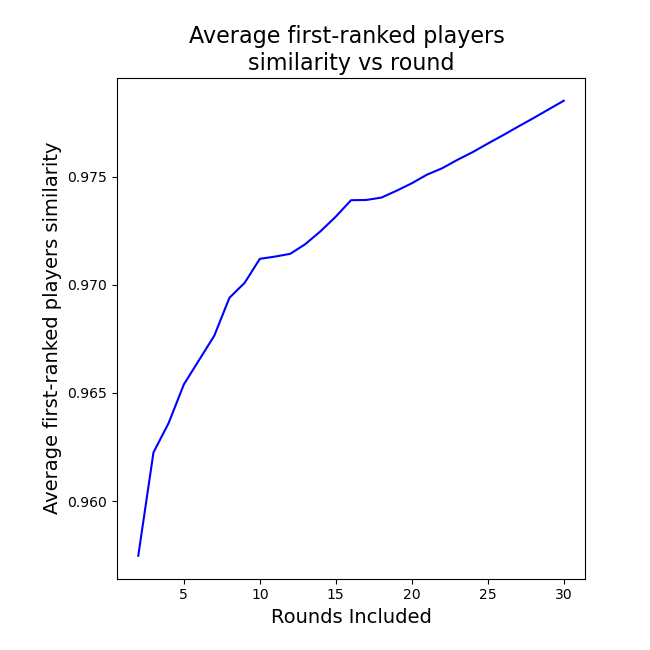 Average first-ranked players
similarity vs round
Average first-ranked players similarity
0.975
0.970
0.965
0.960
5
10
15
20
25
30
Rounds Included